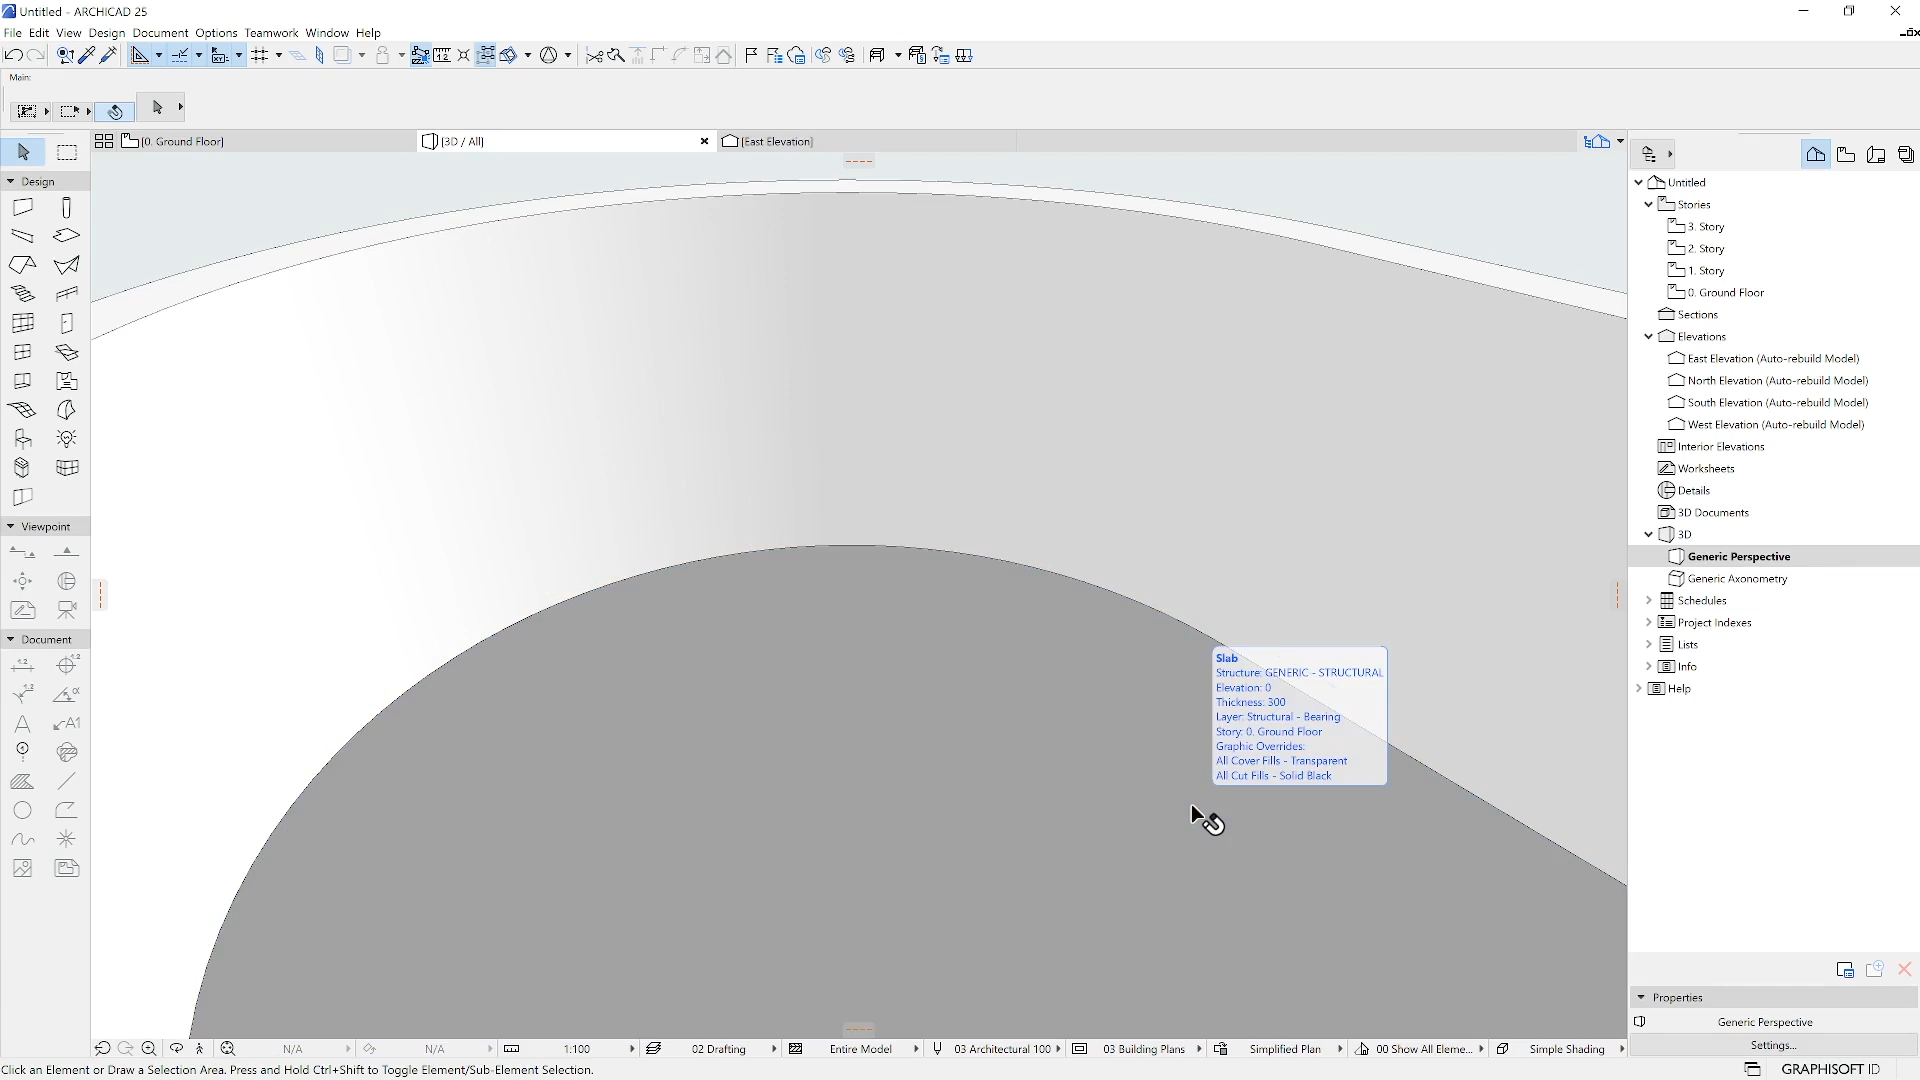 Untitled - ARCHICAD 25
File Edit View Design Document Options Teamwork Window Help
Main:
[0. Ground Floor]
[3D / All]
[East Elevation]
Design
Viewpoint
Document
Slab
Structure: GENERIC - STRUCTURAL
Elevation: 0
Thickness: 300
Layer: Structural - Bearing
Story: 0. Ground Floor
Graphic Overrides:
All Cover Fills - Transparent
All Cut Fills - Solid Black
Untitled
Stories
3. Story
2. Story
1. Story
0. Ground Floor
Sections
Elevations
East Elevation (Auto-rebuild Model)
North Elevation (Auto-rebuild Model)
South Elevation (Auto-rebuild Model)
West Elevation (Auto-rebuild Model)
Interior Elevations
Worksheets
Details
3D Documents
3D
Generic Perspective
Generic Axonometry
Schedules
Project Indexes
Lists
Info
Help
Properties
Generic Perspective
Settings...
N/A N/A 1:100 02 Drafting Entire Model 03 Architectural 100 03 Building Plans Simplified Plan 00 Show All Eleme... Simple Shading
Click an Element or Draw a Selection Area. Press and Hold Ctrl+Shift to Toggle Element/Sub-Element Selection.
GRAPHISOFT ID